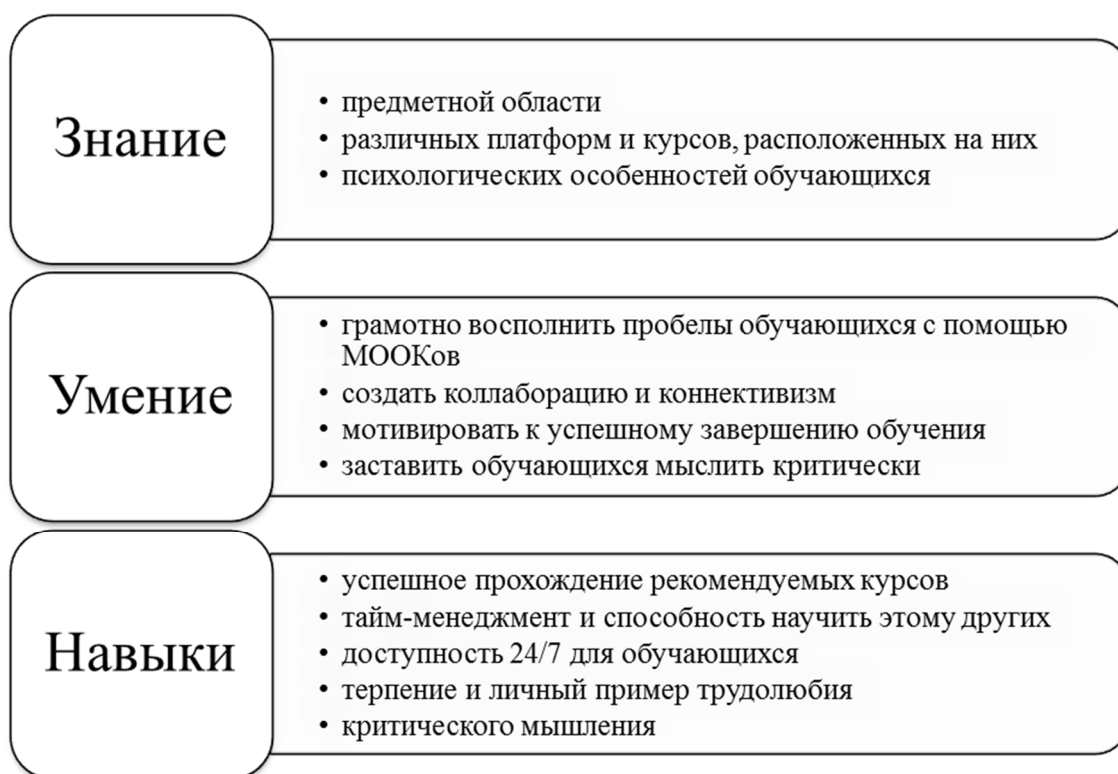 Знание
• предметной области
• различных платформ и курсов, расположенных на них
• психологических особенностей обучающихся
Умение
• грамотно восполнить пробелы обучающихся с помощью
МООКов
• создать коллаборацию и коннективизм
• мотивировать к успешному завершению обучения
• заставить обучающихся мыслить критически
Навыки
• успешное прохождение рекомендуемых курсов
• тайм-менеджмент и способность научить этому других
• доступность 24/7 для обучающихся
• терпение и личный пример трудолюбия
• критического мышления